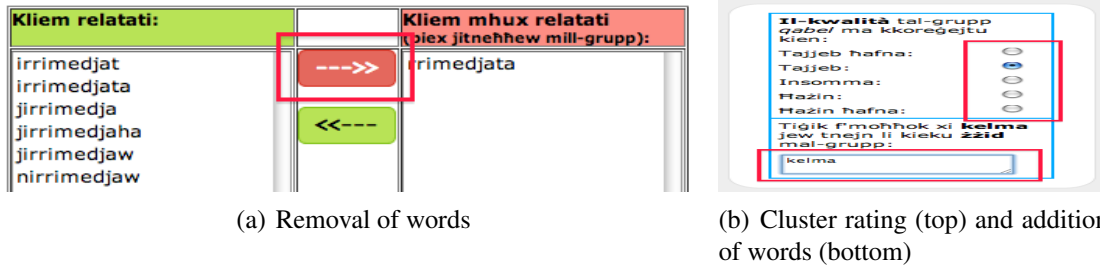 Kliem relatati:
Kliem mhux relatati
(biex jitneħħew mill-grupp):
irrimedjat
irrimedjata
jirrimedja
jirrimedjaha
jirrimedjaw
nirrimedjaw
--->>
<<---
rrimedjata
(a) Removal of words
Il-kwalità tal-grupp
qabel ma kkoreġejtu
kien:
Tajjeb ħafna:
Tajjeb:
Insomma:
Ħażin:
Ħażin ħafna:
Tiġik f'moħħok xi kelma
jew tnejn li kieku żżid
mal-grupp:
kelma
(b) Cluster rating (top) and addition
of words (bottom)